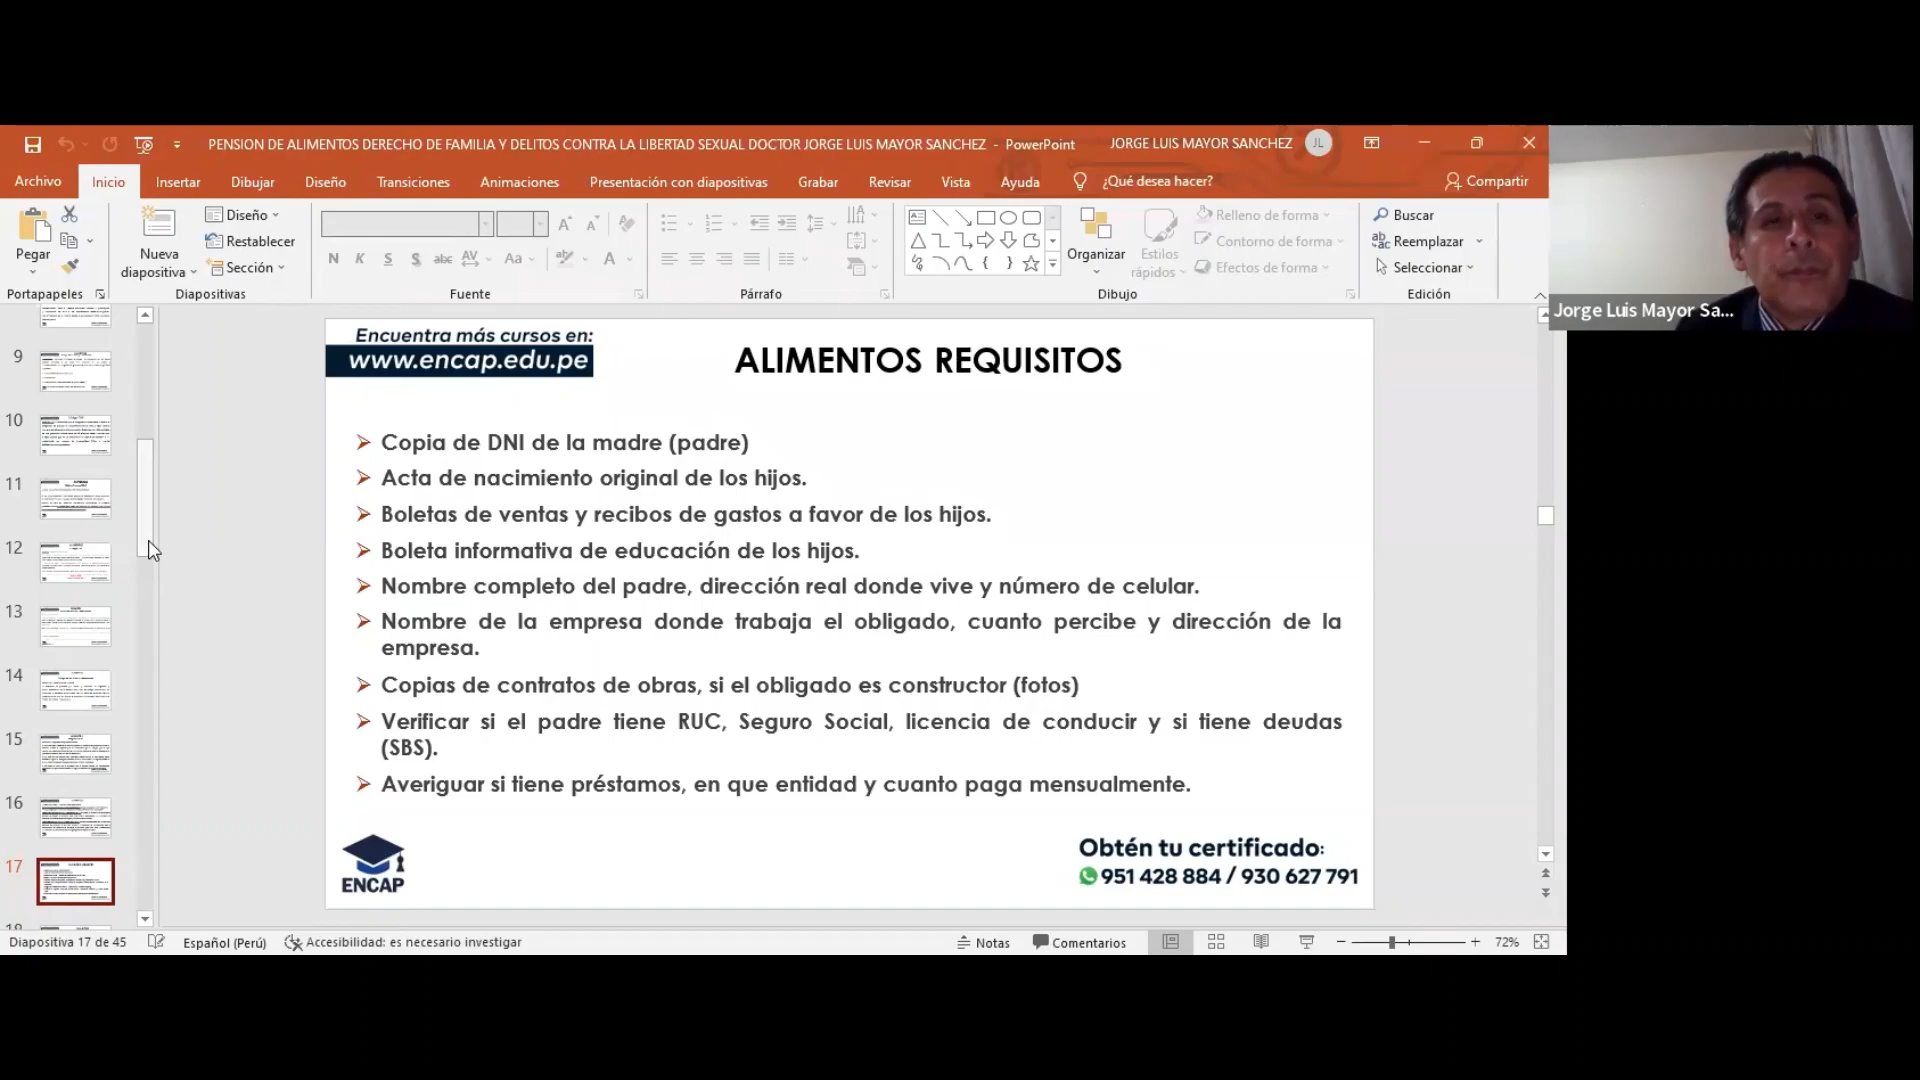 PENSION DE ALIMENTOS DERECHO DE FAMILIA Y DELITOS CONTRA LA LIBERTAD SEXUAL DOCTOR JORGE LUIS MAYOR SANCHEZ - PowerPoint
JORGE LUIS MAYOR SANCHEZ
JL
Archivo
Inicio
Insertar
Dibujar
Diseño
Transiciones
Animaciones
Presentación con diapositivas
Grabar
Revisar
Vista
Ayuda
¿Qué desea hacer?
Compartir
Pegar
Portapapeles
Nueva
diapositiva
Diseño
Restablecer
Sección
Diapositivas
N K S S abc AV Aa A
Fuente
Párrafo
Organizar
Estilos
rápidos
Relleno de forma
Contorno de forma
Efectos de forma
Dibujo
Buscar
Reemplazar
Seleccionar
Edición
Jorge Luis Mayor Sa...
9
10
11
12
13
14
15
16
17
Encuentra más cursos en:
www.encap.edu.pe
ALIMENTOS REQUISITOS
Copia de DNI de la madre (padre)
Acta de nacimiento original de los hijos.
Boletas de ventas y recibos de gastos a favor de los hijos.
Boleta informativa de educación de los hijos.
Nombre completo del padre, dirección real donde vive y número de celular.
Nombre de la empresa donde trabaja el obligado, cuanto percibe y dirección de la
empresa.
Copias de contratos de obras, si el obligado es constructor (fotos)
Verificar si el padre tiene RUC, Seguro Social, licencia de conducir y si tiene deudas
(SBS).
Averiguar si tiene préstamos, en que entidad y cuanto paga mensualmente.
ENCAP
Obtén tu certificado:
951 428 884 / 930 627 791
Diapositiva 17 de 45
Español (Perú)
Accesibilidad: es necesario investigar
Notas
Comentarios
72%